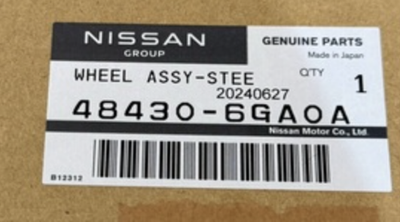 NISSAN GENUINE PARTS
GROUP Made in Japan
WHEEL ASSY-STEE Q'TY 1
20240627
48430-6GA0A
Nissan Motor Co., Ltd.
B12312